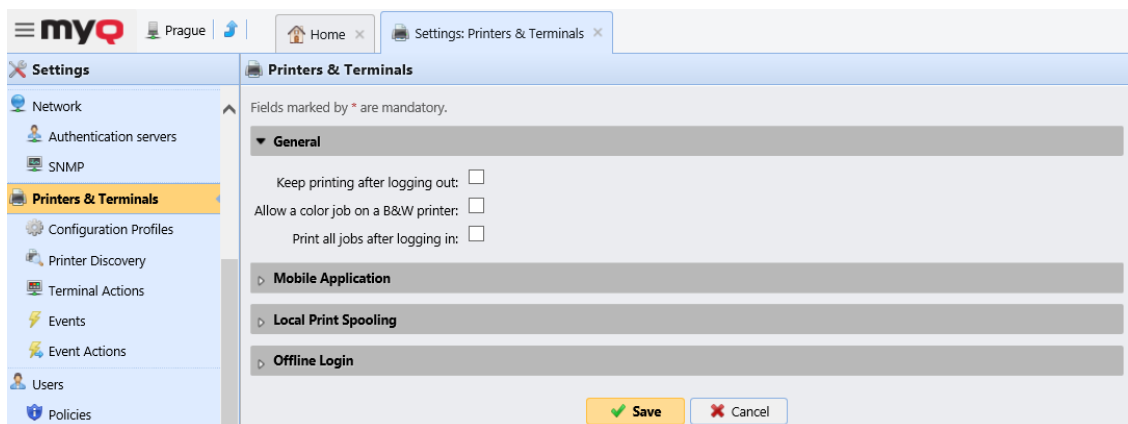 myQ Prague Home Settings: Printers & Terminals
Settings
Printers & Terminals
Network
Authentication servers
SNMP
Printers & Terminals
Configuration Profiles
Printer Discovery
Terminal Actions
Events
Event Actions
Users
Policies
Fields marked by * are mandatory.
General
Keep printing after logging out:
Allow a color job on a B&W printer:
Print all jobs after logging in:
Mobile Application
Local Print Spooling
Offline Login
Save Cancel